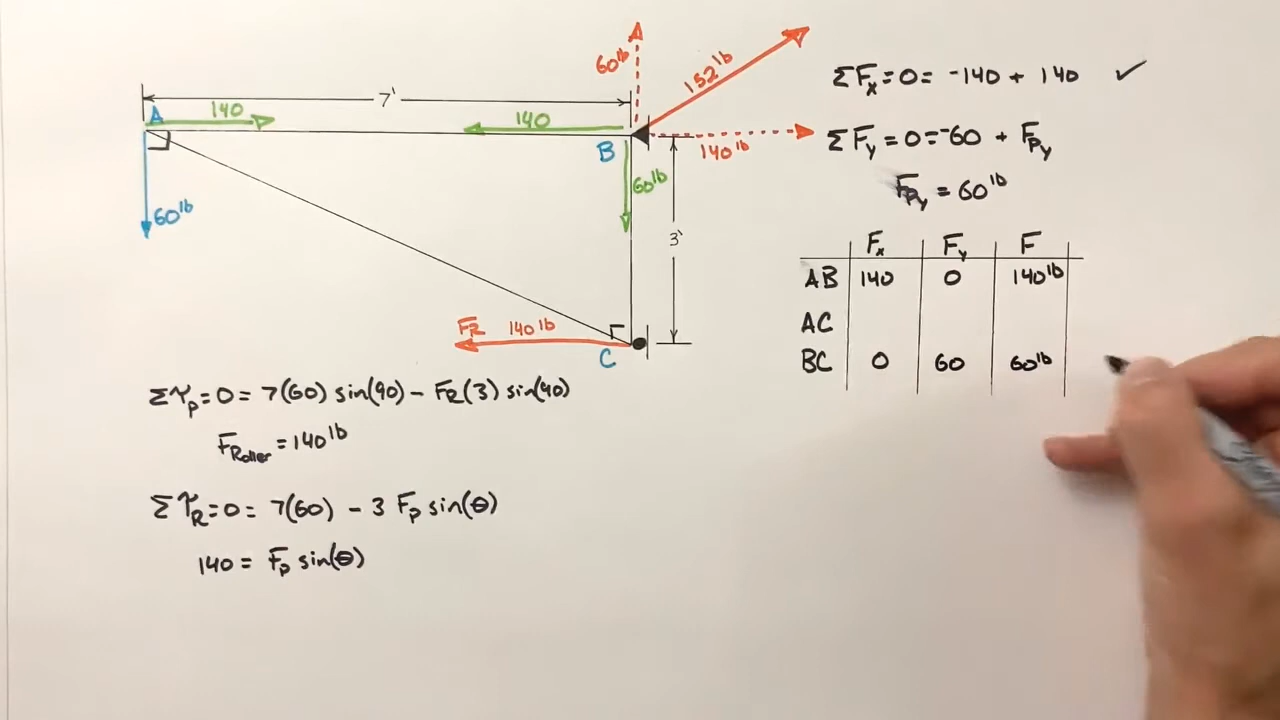 7'
A
140
140
B
60lb
60lb
3'
60lb
152lb
140lb
FR 140lb
C
ΣFx=0= -140 + 140 ✓
ΣFy=0=-60 + FPy
FPy = 60lb
Fx Fy F
AB 140 0 140lb
AC
BC 0 60 60lb
Στp=0= 7(60) sin(90) - FR(3) sin(90)
FRoller = 140lb
ΣτR=0= 7(60) - 3 Fp sin(θ)
140= Fp sin(θ)